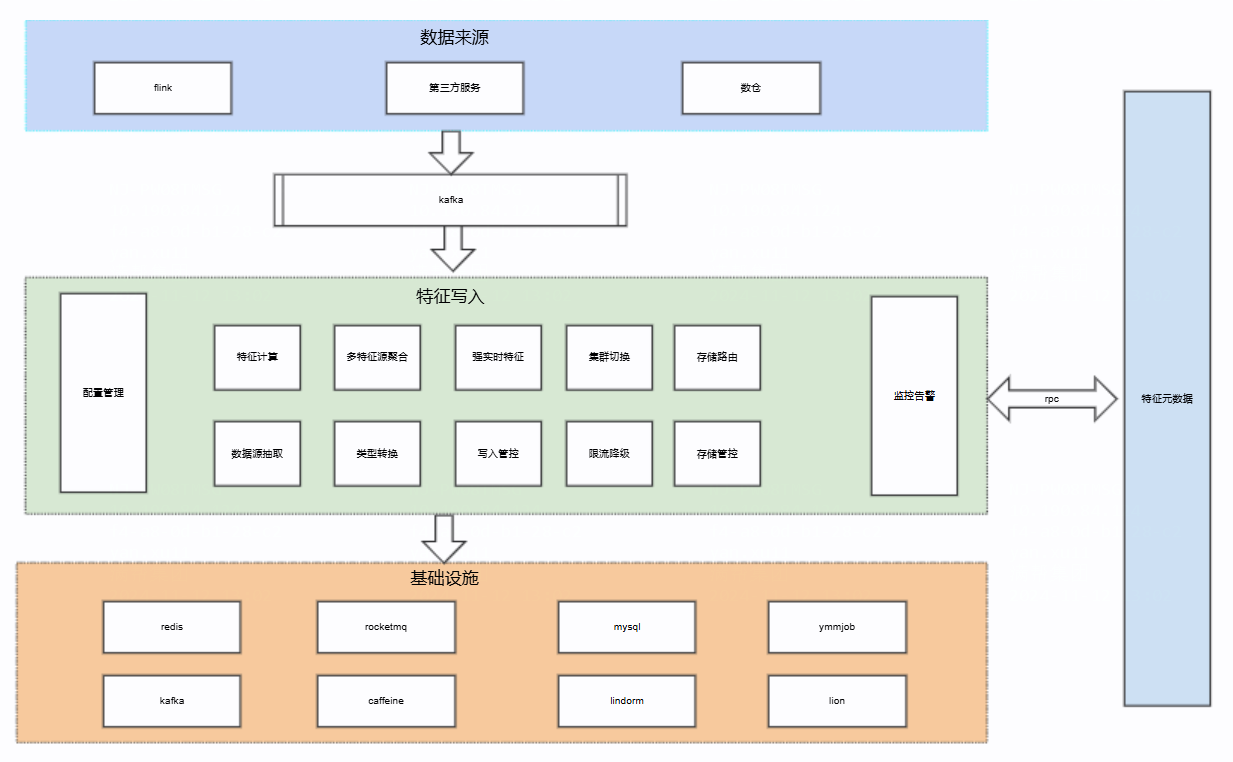 数据来源
flink
第三方服务
数仓
kafka
特征写入
配置管理
特征计算
多特征源聚合
强实时特征
集群切换
存储路由
数据源抽取
类型转换
写入管控
限流降级
存储管控
监控告警
rpc
特征元数据
基础设施
redis
rocketmq
mysql
ymmjob
kafka
caffeine
lindorm
lion